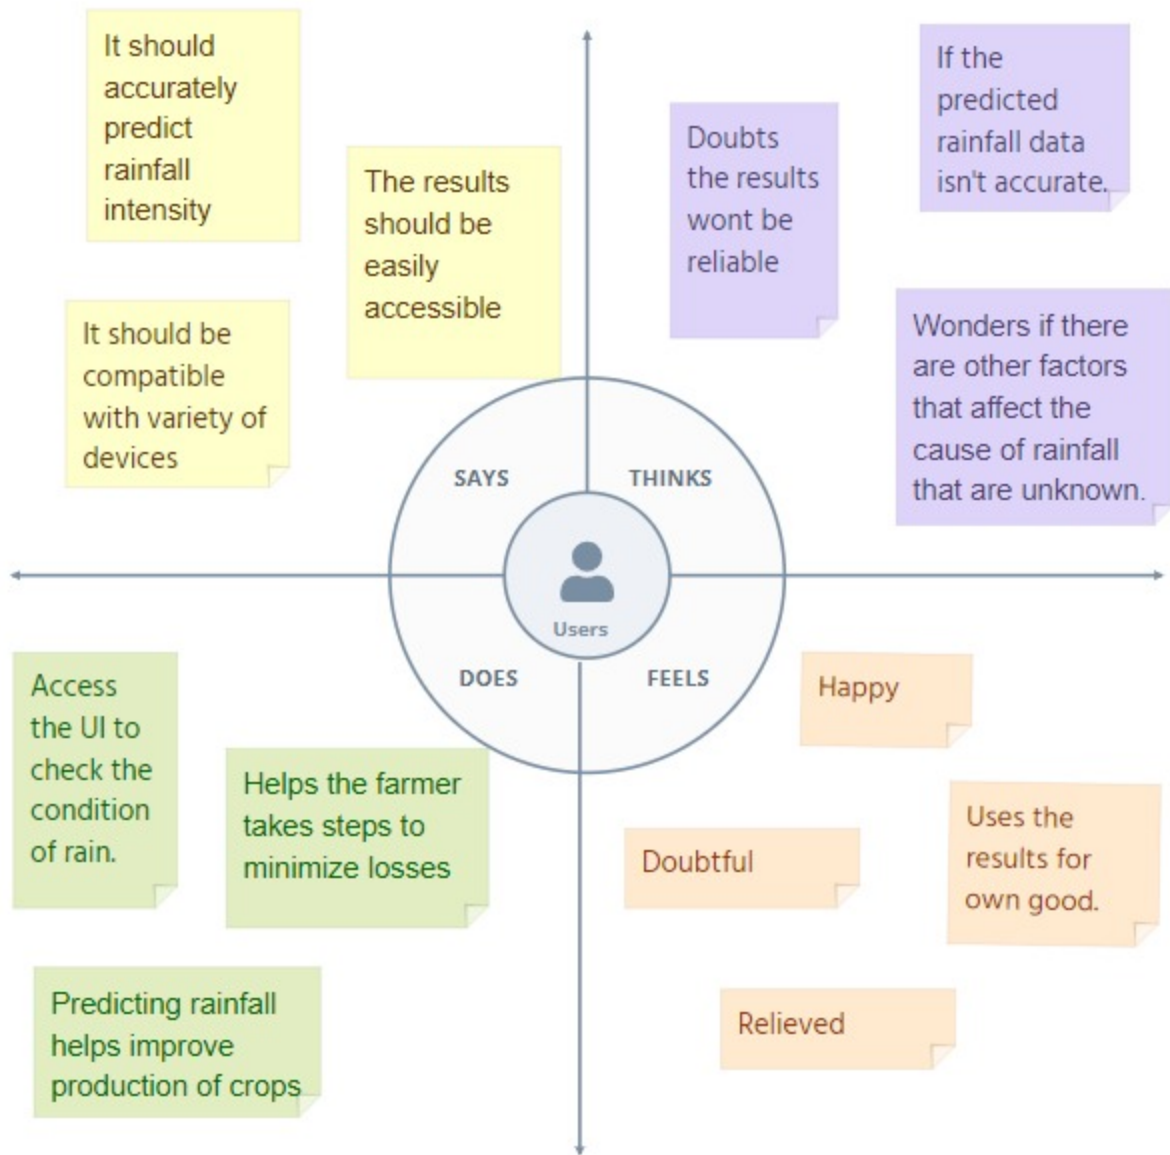 It should
accurately
predict
rainfall
intensity
The results
should be
easily
accessible
It should be
compatible
with variety of
devices
Doubts
the results
wont be
reliable
If the
predicted
rainfall data
isn't accurate.
Wonders if there
are other factors
that affect the
cause of rainfall
that are unknown.
SAYS
THINKS
Users
DOES
FEELS
Access
the UI to
check the
condition
of rain.
Helps the farmer
takes steps to
minimize losses
Predicting rainfall
helps improve
production of crops
Happy
Doubtful
Uses the
results for
own good.
Relieved